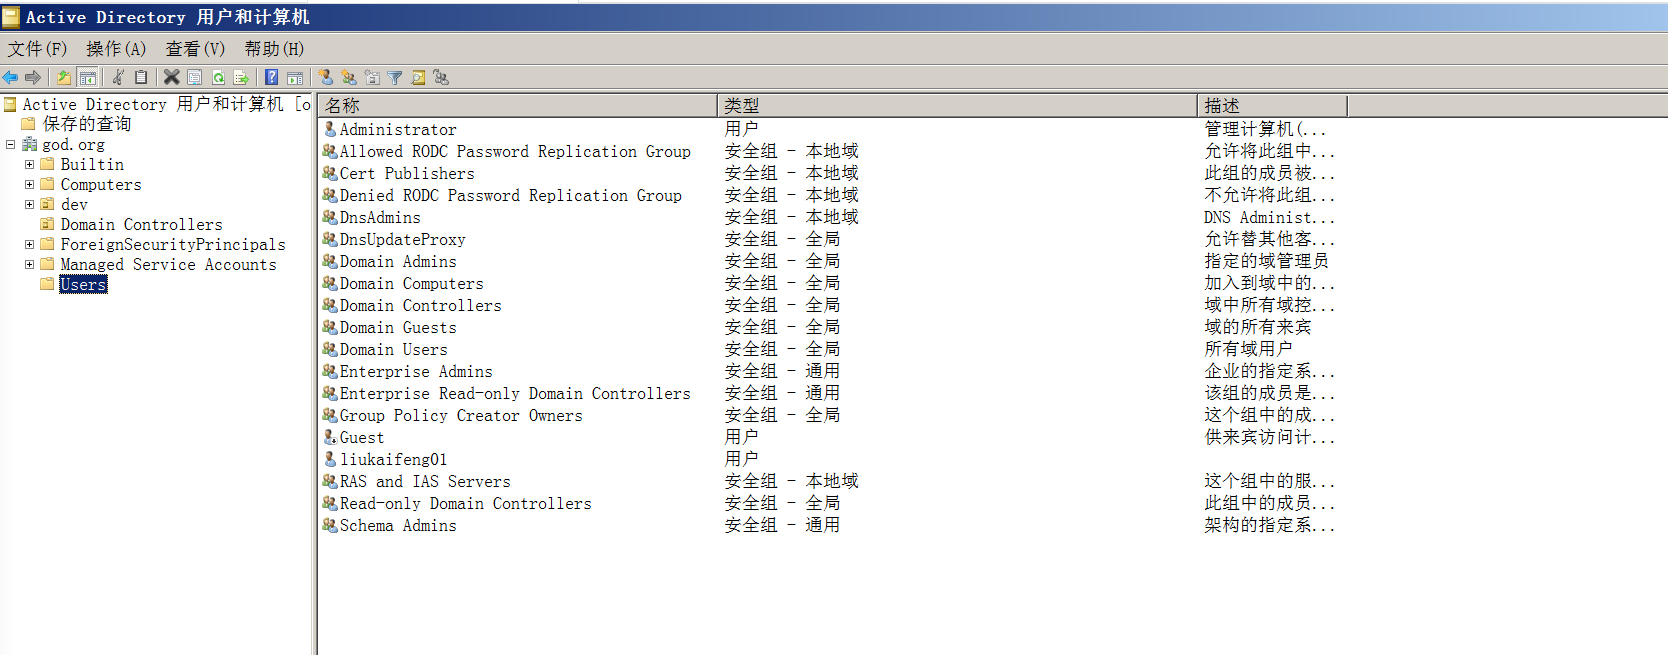 Active Directory 用户和计算机
文件(F) 操作(A) 查看(V) 帮助(H)
Active Directory 用户和计算机 [o
保存的查询
god.org
Builtin
Computers
dev
Domain Controllers
ForeignSecurityPrincipals
Managed Service Accounts
Users
名称 类型 描述
Administrator 用户 管理计算机(...
Allowed RODC Password Replication Group 安全组 - 本地域 允许将此组中...
Cert Publishers 安全组 - 本地域 此组的成员被...
Denied RODC Password Replication Group 安全组 - 本地域 不允许将此组...
DnsAdmins 安全组 - 本地域 DNS Administ...
DnsUpdateProxy 安全组 - 全局 允许替其他客...
Domain Admins 安全组 - 全局 指定的域管理员
Domain Computers 安全组 - 全局 加入到域中的...
Domain Controllers 安全组 - 全局 域中所有域控...
Domain Guests 安全组 - 全局 域的所有来宾
Domain Users 安全组 - 全局 所有域用户
Enterprise Admins 安全组 - 通用 企业的指定系...
Enterprise Read-only Domain Controllers 安全组 - 通用 该组的成员是...
Group Policy Creator Owners 安全组 - 全局 这个组中的成...
Guest 用户 供来宾访问计...
liukaifeng01 用户
RAS and IAS Servers 安全组 - 本地域 这个组中的服...
Read-only Domain Controllers 安全组 - 全局 此组中的成员...
Schema Admins 安全组 - 通用 架构的指定系...